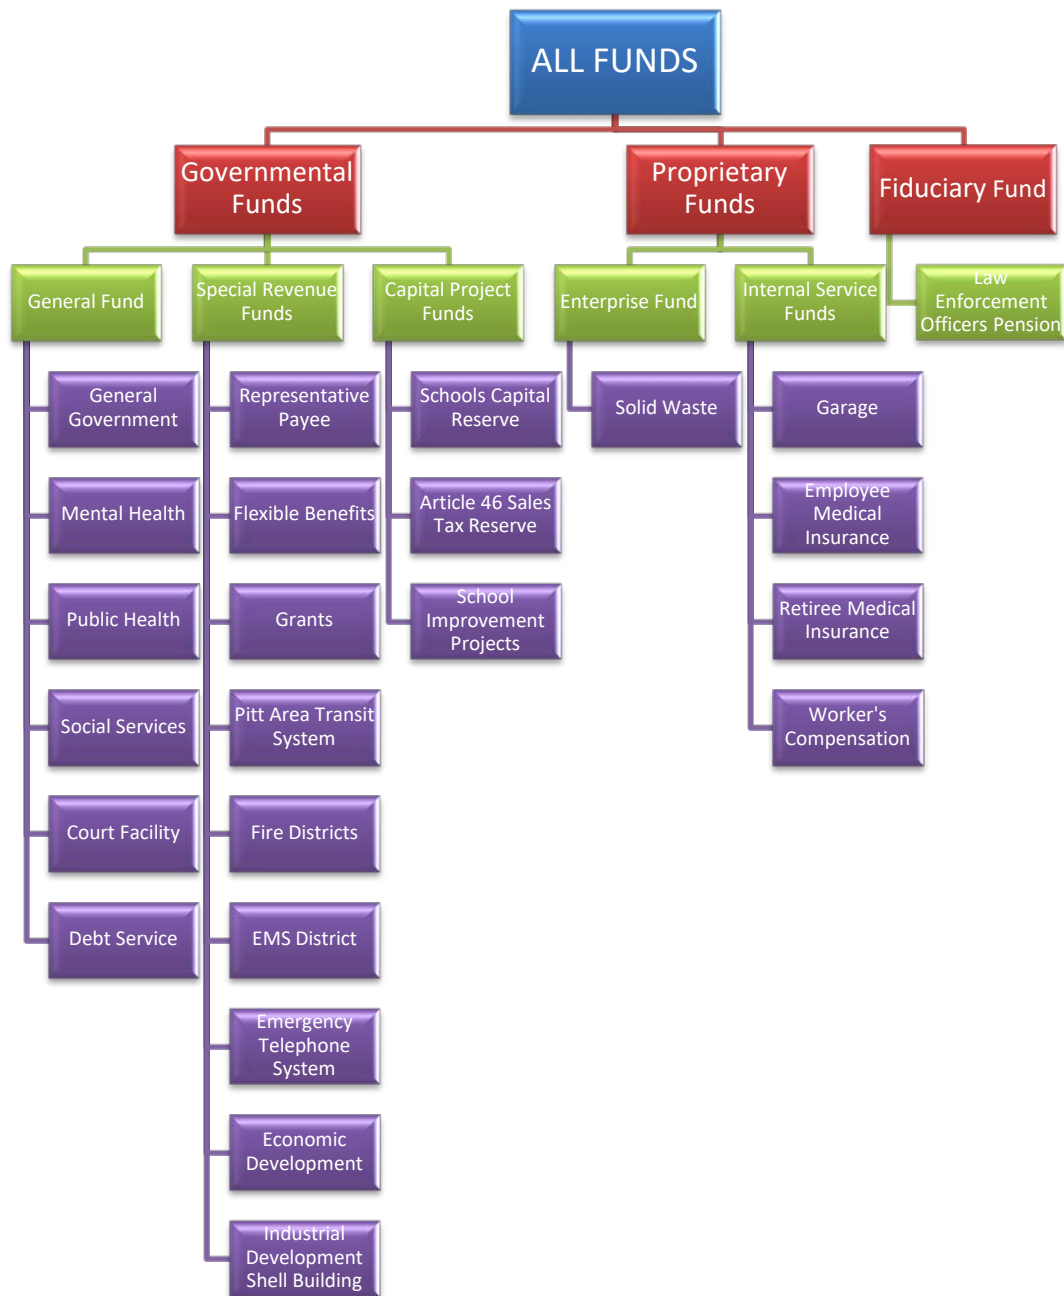 ALL FUNDS
Governmental
Funds
Proprietary
Funds
Fiduciary Fund
General Fund
Special Revenue
Funds
Capital Project
Funds
Enterprise Fund
Internal Service
Funds
Law
Enforcement
Officers Pension
General
Government
Mental Health
Public Health
Social Services
Court Facility
Debt Service
Representative
Payee
Flexible Benefits
Grants
Pitt Area Transit
System
Fire Districts
EMS District
Emergency
Telephone
System
Economic
Development
Industrial
Development
Shell Building
Schools Capital
Reserve
Article 46 Sales
Tax Reserve
School
Improvement
Projects
Solid Waste
Garage
Employee
Medical
Insurance
Retiree Medical
Insurance
Worker's
Compensation